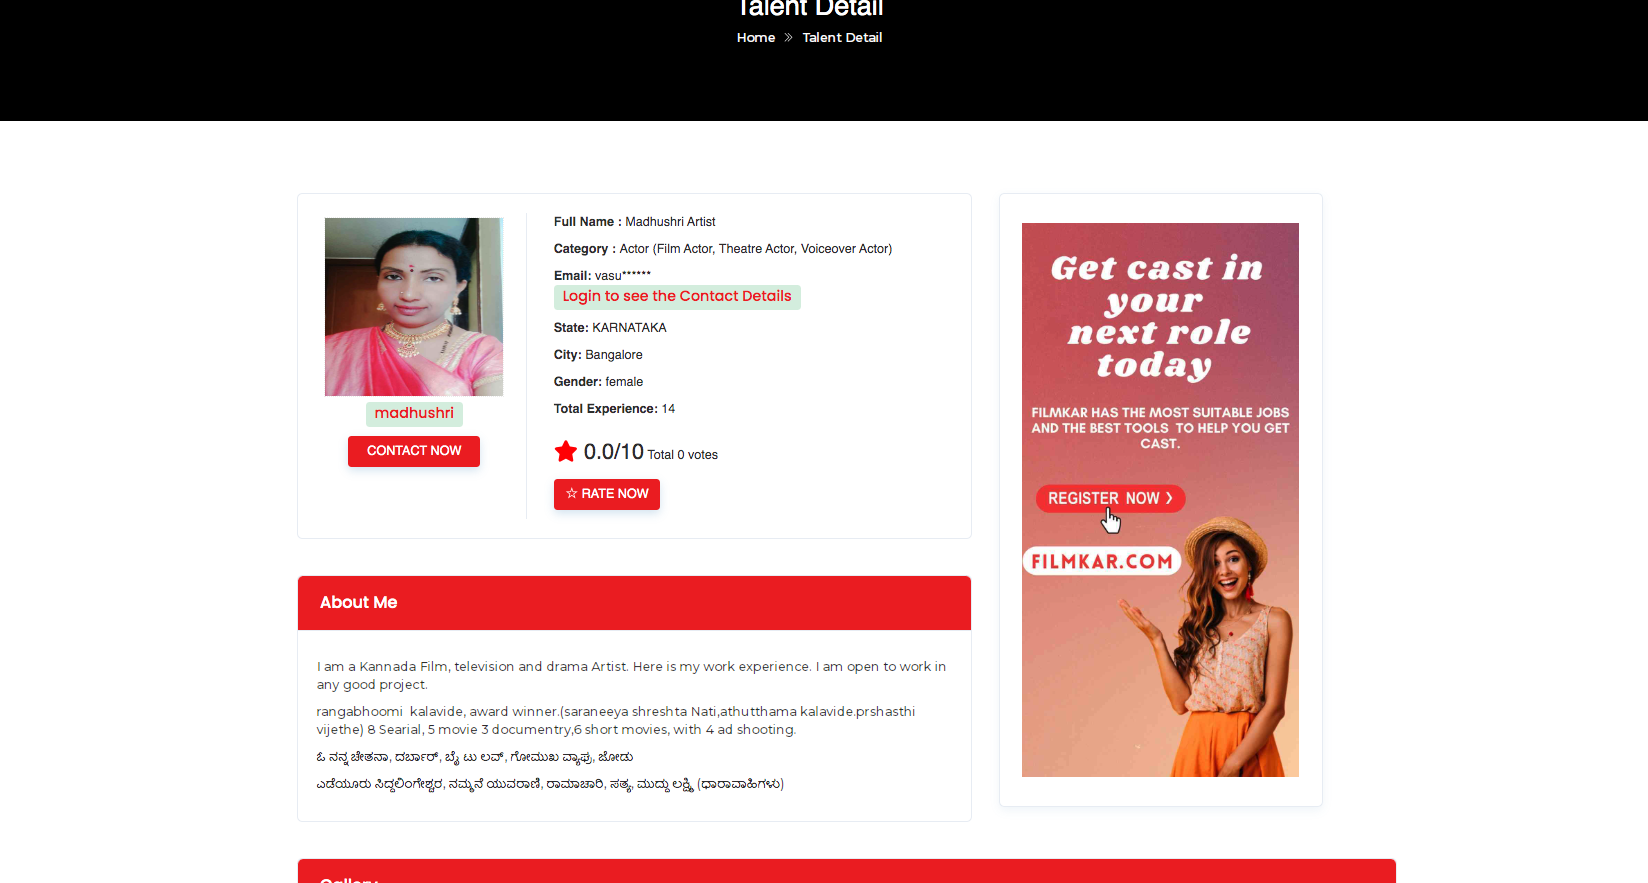 Talent Detail
Home » Talent Detail
Full Name : Madhushri Artist
Category : Actor (Film Actor, Theatre Actor, Voiceover Actor)
Email: vasu******
Login to see the Contact Details
State: KARNATAKA
City: Bangalore
Gender: female
Total Experience: 14
0.0/10 Total 0 votes
☆ RATE NOW
madhushri
CONTACT NOW
Get cast in
your
next role
today
FILMKAR HAS THE MOST SUITABLE JOBS
AND THE BEST TOOLS TO HELP YOU GET
CAST.
REGISTER NOW ›
FILMKAR.COM
About Me
I am a Kannada Film, television and drama Artist. Here is my work experience. I am open to work in
any good project.
rangabhoomi kalavide, award winner.(saraneeya shreshta Nati,athutthama kalavide.prshasthi
vijethe) 8 Searial, 5 movie 3 documentry,6 short movies, with 4 ad shooting.
ಓ ನನ್ನ ಚೇತನಾ, ದರ್ಬಾರ್, ಬೈ ಟು ಲವ್, ಗೋಮುಖ ವ್ಯಾಘ್ರ, ಜೋಡು
ಎಡೆಯೂರು ಸಿದ್ದಲಿಂಗೇಶ್ವರ, ನಮ್ಮನೆ ಯುವರಾಣಿ, ರಾಮಾಚಾರಿ, ಸತ್ಯ, ಮುದ್ದು ಲಕ್ಷ್ಮಿ (ಧಾರಾವಾಹಿಗಳು)
Gallery